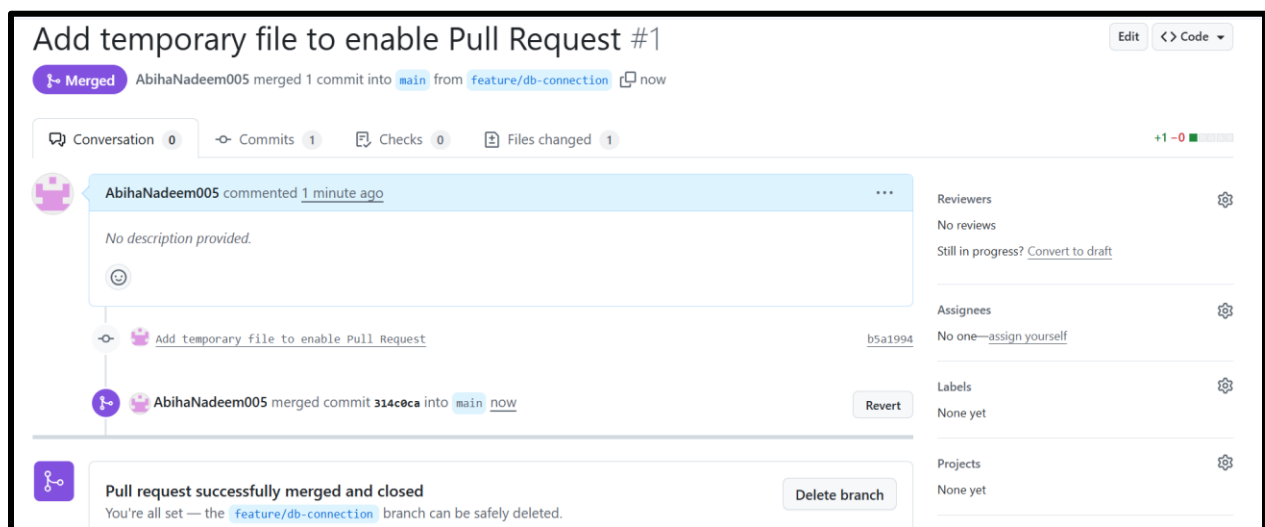 Add temporary file to enable Pull Request #1
Edit
<> Code
Merged
AbihaNadeem005 merged 1 commit into main from feature/db-connection now
Conversation 0
Commits 1
Checks 0
Files changed 1
+1 −0
AbihaNadeem005 commented 1 minute ago
...
No description provided.
Add temporary file to enable Pull Request
b5a1994
AbihaNadeem005 merged commit 314c0ca into main now
Revert
Pull request successfully merged and closed
You're all set — the feature/db-connection branch can be safely deleted.
Delete branch
Reviewers
No reviews
Still in progress? Convert to draft
Assignees
No one—assign yourself
Labels
None yet
Projects
None yet